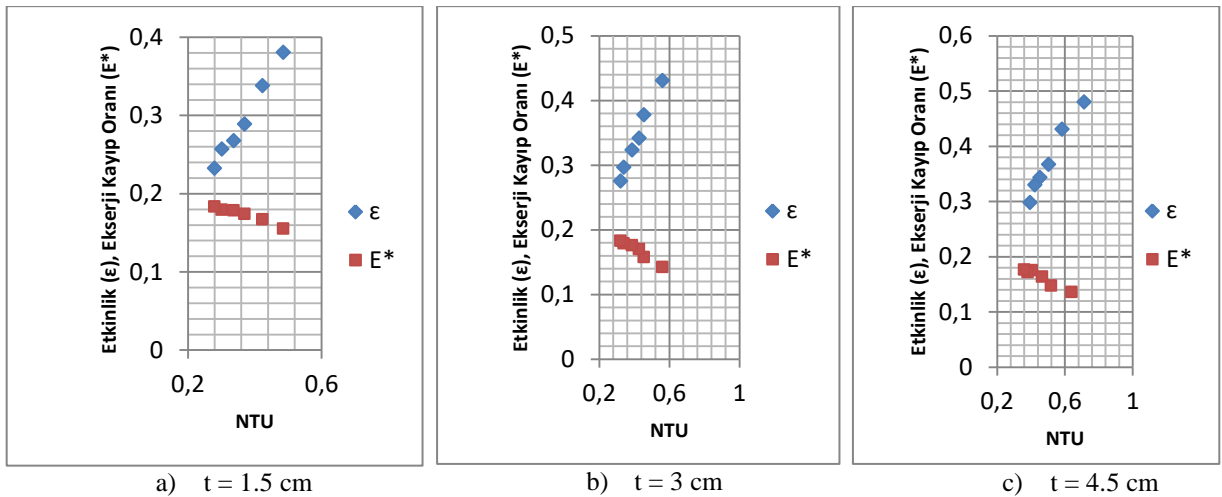 Etkinlik (ε), Ekserji Kayıp Oranı (E*)
0,4
0,3
0,2
0,1
0
0,2
0,6
NTU
ε
E*
a) t = 1.5 cm
Etkinlik (ε), Ekserji Kayıp Oranı (E*)
0,5
0,4
0,3
0,2
0,1
0
0,2
0,6
1
NTU
ε
E*
b) t = 3 cm
Etkinlik (ε), Ekserji Kayıp Oranı (E*)
0,6
0,5
0,4
0,3
0,2
0,1
0
0,2
0,6
1
NTU
ε
E*
c) t = 4.5 cm